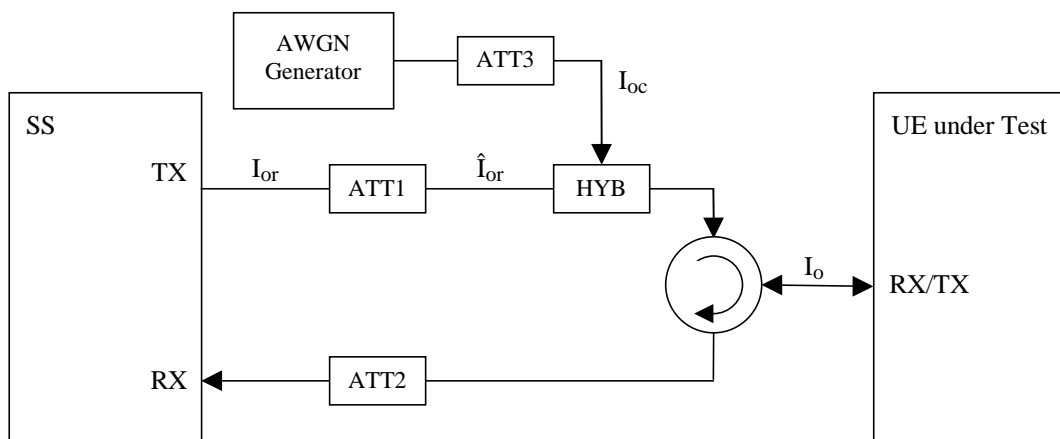 AWGN
Generator
ATT3
I_oc
SS
UE under Test
TX
I_or
ATT1
Î_or
HYB
I_o
RX/TX
RX
ATT2